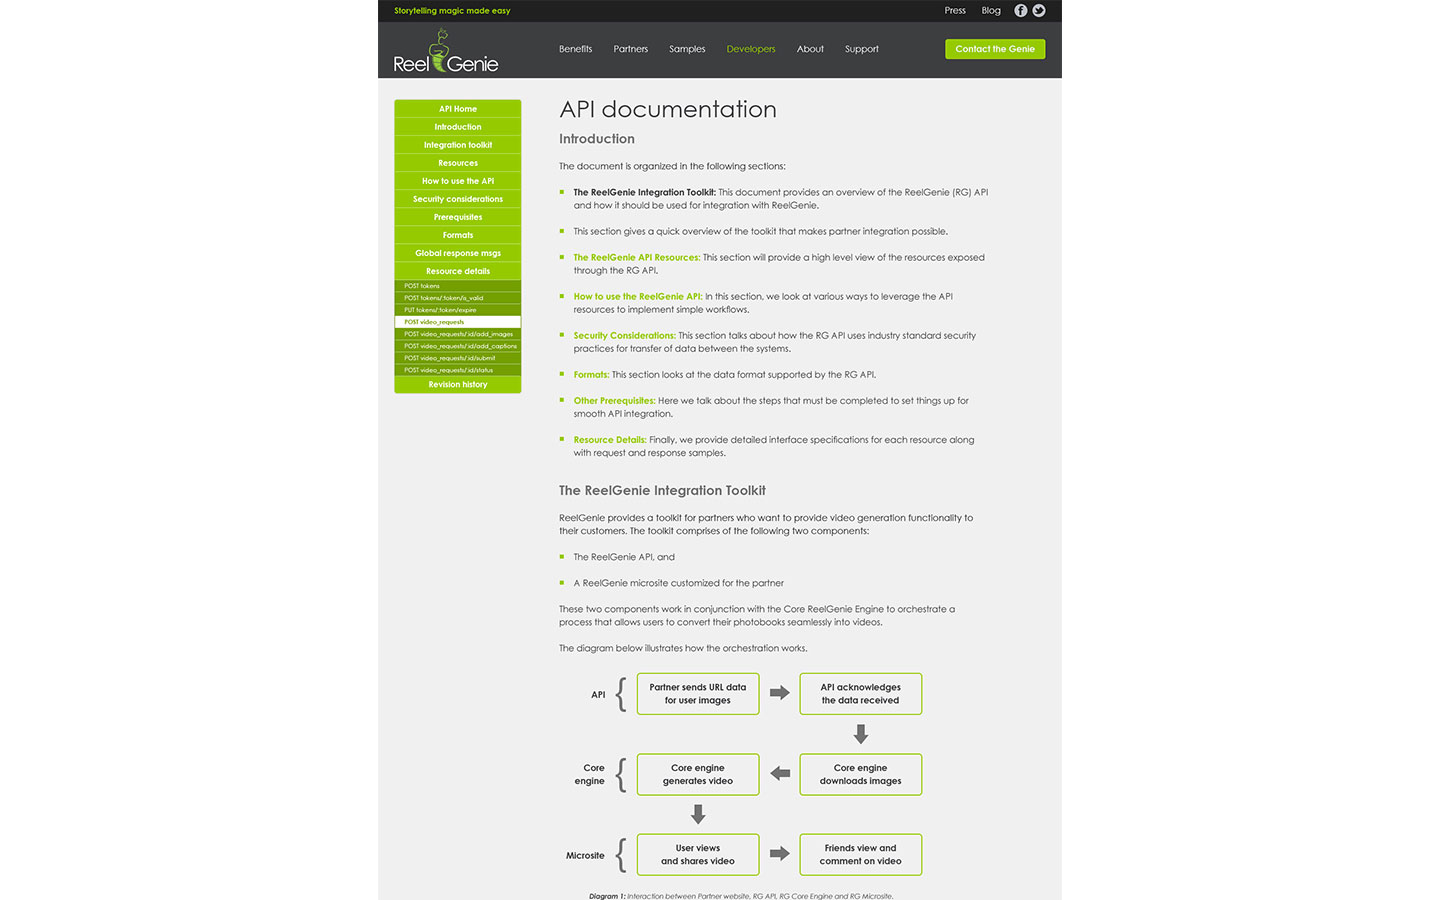 Storytelling magic made easy
Press Blog
Reel Genie
Benefits Partners Samples Developers About Support
Contact the Genie
API Home
Introduction
Integration toolkit
Resources
How to use the API
Security considerations
Prerequisites
Formats
Global response msgs
Resource details
POST tokens
POST tokens/:token/is_valid
PUT tokens/:token/expire
POST video_requests
POST video_requests/:id/add_images
POST video_requests/:id/add_captions
POST video_requests/:id/submit
POST video_requests/:id/status
Revision history
API documentation
Introduction
The document is organized in the following sections:
The ReelGenie Integration Toolkit: This document provides an overview of the ReelGenie (RG) API
and how it should be used for integration with ReelGenie.
This section gives a quick overview of the toolkit that makes partner integration possible.
The ReelGenie API Resources: This section will provide a high level view of the resources exposed
through the RG API.
How to use the ReelGenie API: In this section, we look at various ways to leverage the API
resources to implement simple workflows.
Security Considerations: This section talks about how the RG API uses industry standard security
practices for transfer of data between the systems.
Formats: This section looks at the data format supported by the RG API.
Other Prerequisites: Here we talk about the steps that must be completed to set things up for
smooth API integration.
Resource Details: Finally, we provide detailed interface specifications for each resource along
with request and response samples.
The ReelGenie Integration Toolkit
ReelGenie provides a toolkit for partners who want to provide video generation functionality to
their customers. The toolkit comprises of the following two components:
The ReelGenie API, and
A ReelGenie microsite customized for the partner
These two components work in conjunction with the Core ReelGenie Engine to orchestrate a
process that allows users to convert their photobooks seamlessly into videos.
The diagram below illustrates how the orchestration works.
API
Partner sends URL data
for user images
API acknowledges
the data received
Core
engine
Core engine
generates video
Core engine
downloads images
Microsite
User views
and shares video
Friends view and
comment on video
Diagram 1: Interaction between Partner website, RG API, RG Core Engine and RG Microsite.